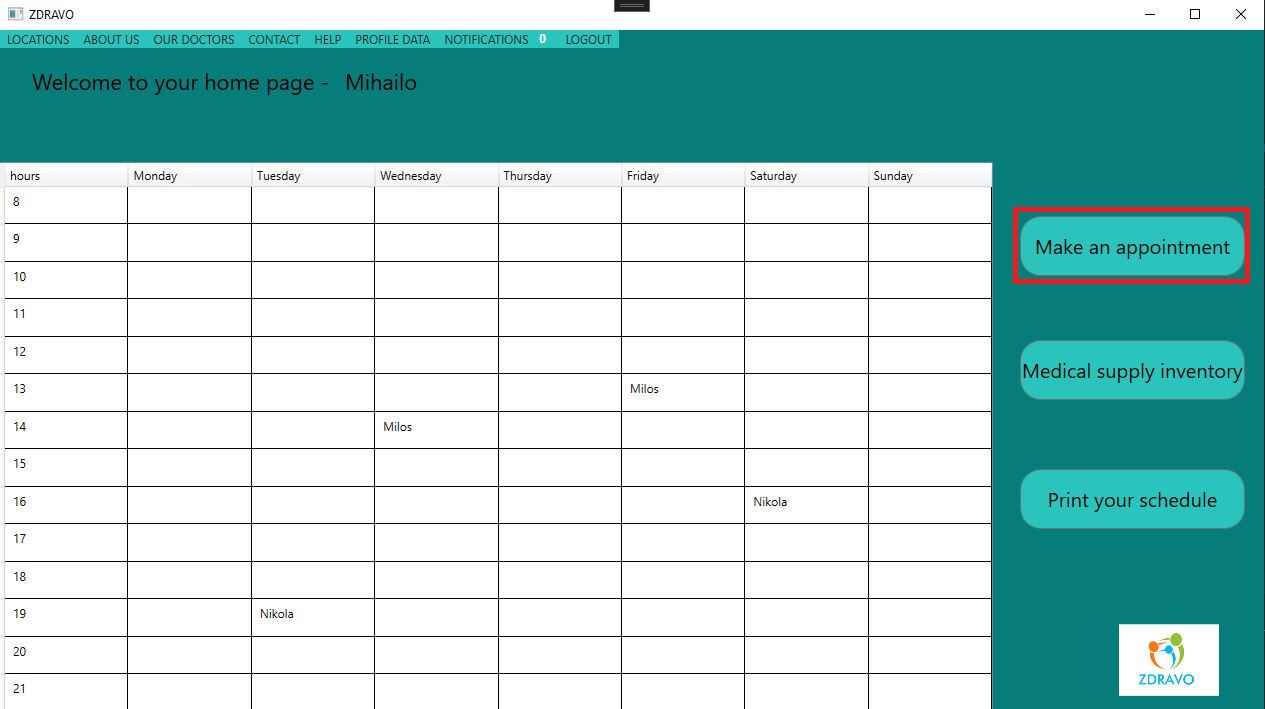 ZDRAVO
LOCATIONS ABOUT US OUR DOCTORS CONTACT HELP PROFILE DATA NOTIFICATIONS 0 LOGOUT
Welcome to your home page - Mihailo
hours Monday Tuesday Wednesday Thursday Friday Saturday Sunday
8
9
10
11
12
13 Milos
14 Milos
15
16 Nikola
17
18
19 Nikola
20
21
Make an appointment
Medical supply inventory
Print your schedule
ZDRAVO